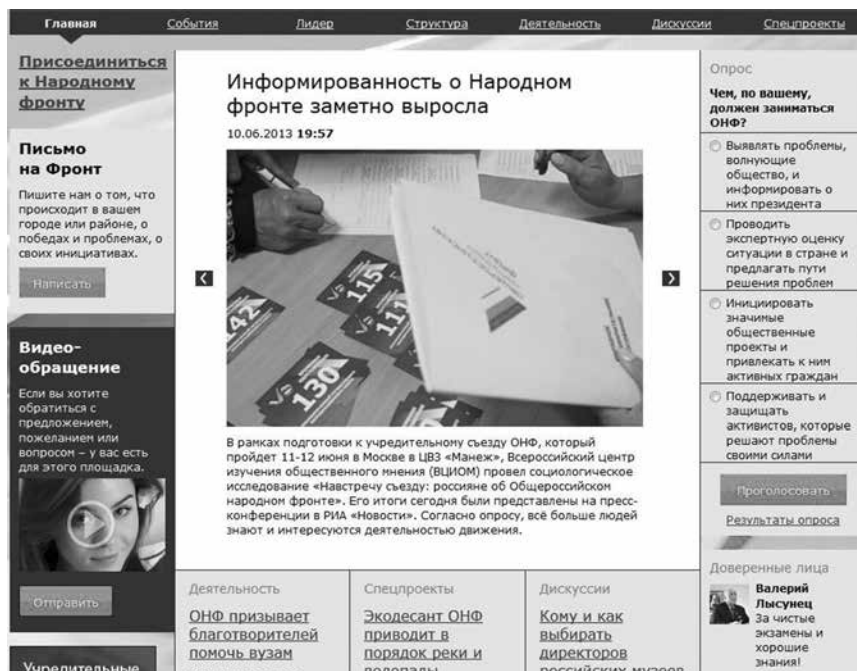 Главная События Лидер Структура Деятельность Дискуссии Спецпроекты
Присоединиться
к Народному
фронту
Письмо
на Фронт
Пишите нам о том, что
происходит в вашем
городе или районе, о
победах и проблемах, о
своих инициативах.
Написать
Видео-
обращение
Если вы хотите
обратиться с
предложением,
пожеланием или
вопросом – у вас есть
для этого площадка.
Отправить
Учредительные
Информированность о Народном
фронте заметно выросла
10.06.2013 19:57
115
142
111
130
В рамках подготовки к учредительному съезду ОНФ, который
пройдет 11-12 июня в Москве в ЦВЗ «Манеж», Всероссийский центр
изучения общественного мнения (ВЦИОМ) провел социологическое
исследование «Навстречу съезду: россияне об Общероссийском
народном фронте». Его итоги сегодня были представлены на пресс-
конференции в РИА «Новости». Согласно опросу, всё больше людей
знают и интересуются деятельностью движения.
Деятельность
ОНФ призывает
благотворителей
помочь вузам
Спецпроекты
Экодесант ОНФ
приводит в
порядок реки и
Дискуссии
Кому и как
выбирать
директоров
российских музеев
Опрос
Чем, по вашему,
должен заниматься
ОНФ?
Выявлять проблемы,
волнующие
общество, и
информировать о
них президента
Проводить
экспертную оценку
ситуации в стране и
предлагать пути
решения проблем
Инициировать
значимые
общественные
проекты и
привлекать к ним
активных граждан
Поддерживать и
защищать
активистов, которые
решают проблемы
своими силами
Проголосовать
Результаты опроса
Доверенные лица
Валерий
Лысунец
За чистые
экзамены и
хорошие
знания!